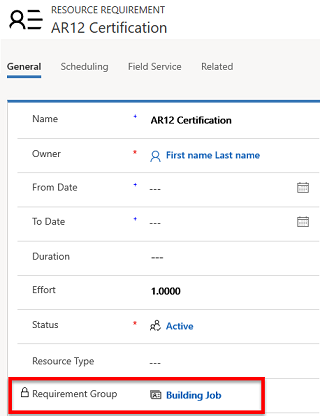 RESOURCE REQUIREMENT
AR12 Certification
General Scheduling Field Service Related
Name + AR12 Certification
Owner * First name Last name
From Date + ---
To Date + ---
Duration ---
Effort 1.0000
Status * Active
Resource Type ---
Requirement Group Building Job